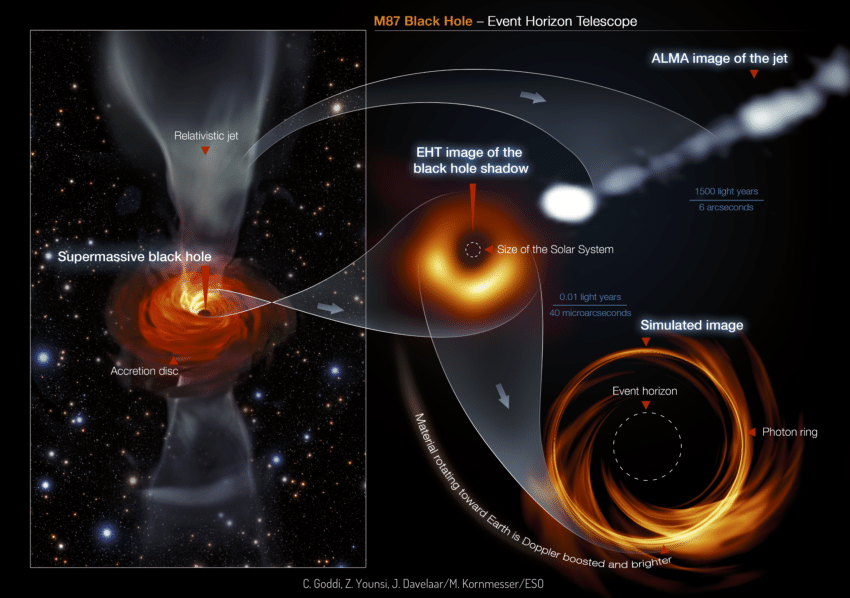 M87 Black Hole – Event Horizon Telescope
ALMA image of the jet
Relativistic jet
EHT image of the
black hole shadow
1500 light years
6 arcseconds
Supermassive black hole
Size of the Solar System
0.01 light years
40 microarcseconds
Simulated image
Accretion disc
Event horizon
Photon ring
Material rotating toward Earth is Doppler boosted and brighter
C. Goddi, Z. Younsi, J. Davelaar/M. Kornmesser/ESO